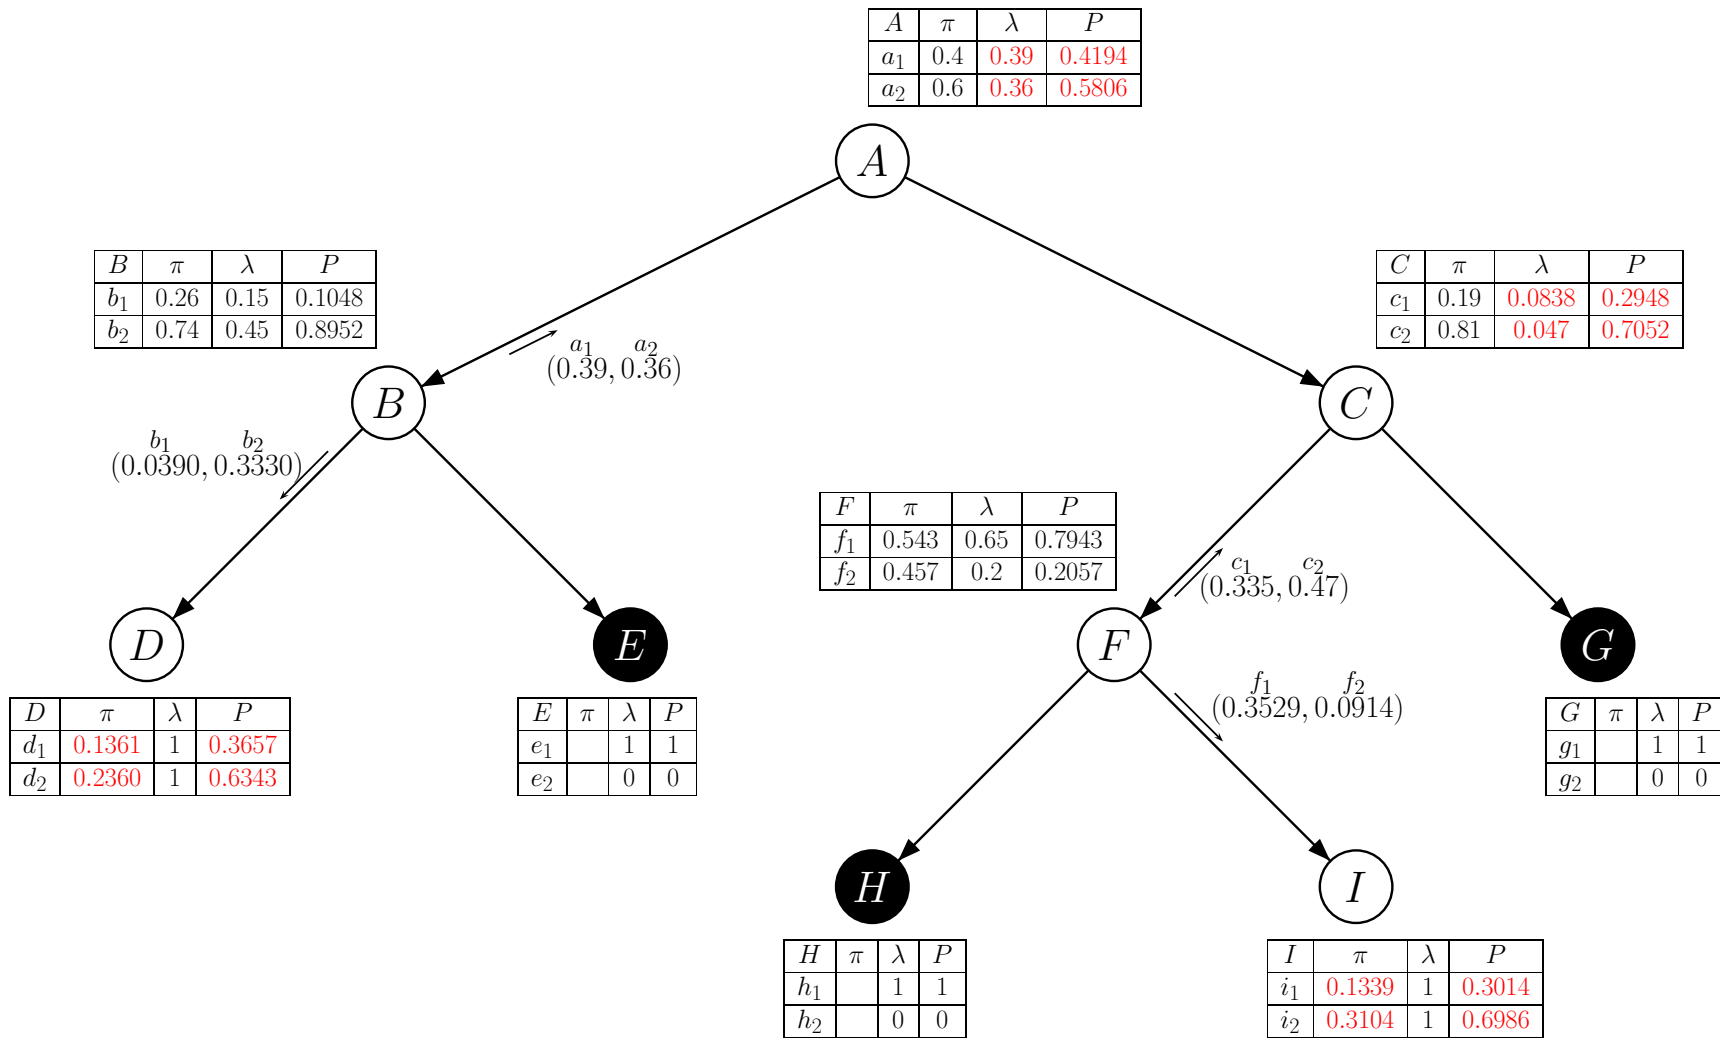 A π λ P
a₁ 0.4 0.39 0.4194
a₂ 0.6 0.36 0.5806
A
B π λ P
b₁ 0.26 0.15 0.1048
b₂ 0.74 0.45 0.8952
C π λ P
c₁ 0.19 0.0838 0.2948
c₂ 0.81 0.047 0.7052
a₁ a₂
(0.39, 0.36)
B
C
b₁ b₂
(0.0390, 0.3330)
F π λ P
f₁ 0.543 0.65 0.7943
f₂ 0.457 0.2 0.2057
c₁ c₂
(0.335, 0.47)
D
E
F
G
f₁ f₂
(0.3529, 0.0914)
D π λ P
d₁ 0.1361 1 0.3657
d₂ 0.2360 1 0.6343
E π λ P
e₁ 1 1
e₂ 0 0
G π λ P
g₁ 1 1
g₂ 0 0
H
I
H π λ P
h₁ 1 1
h₂ 0 0
I π λ P
i₁ 0.1339 1 0.3014
i₂ 0.3104 1 0.6986